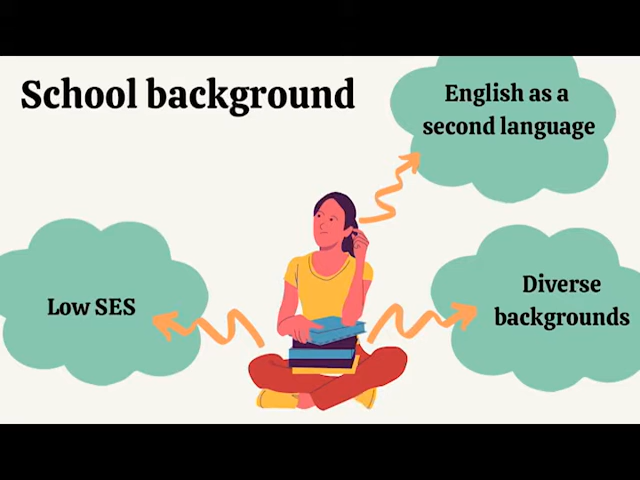 School background
English as a
second language
Low SES
Diverse
backgrounds